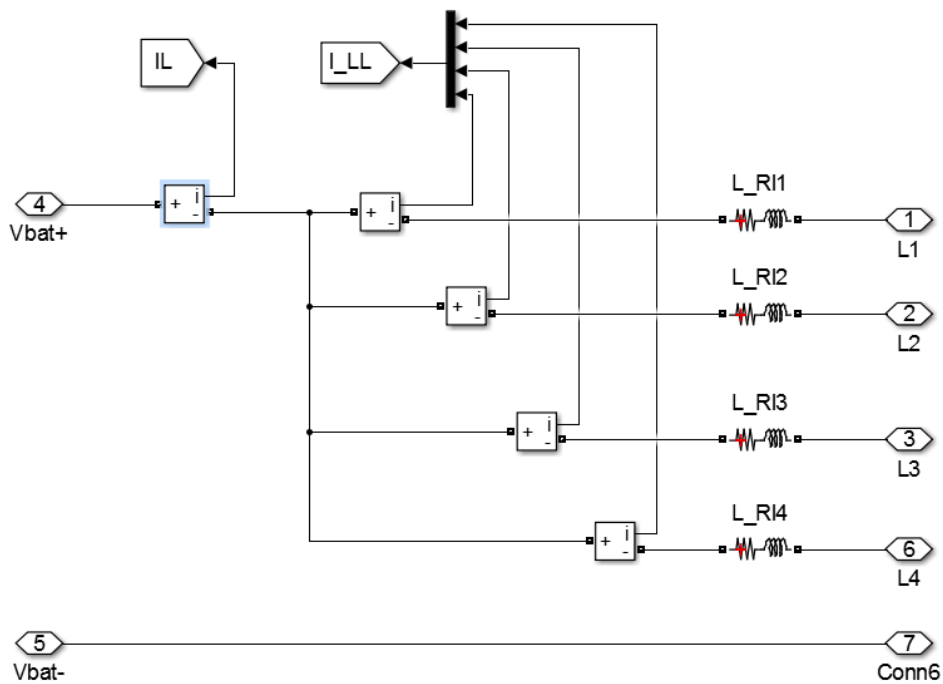 IL
I_LL
4
Vbat+
+ i -
+ i -
L_RI1
1
L1
+ i -
L_RI2
2
L2
+ i -
L_RI3
3
L3
+ i -
L_RI4
6
L4
5
Vbat-
7
Conn6